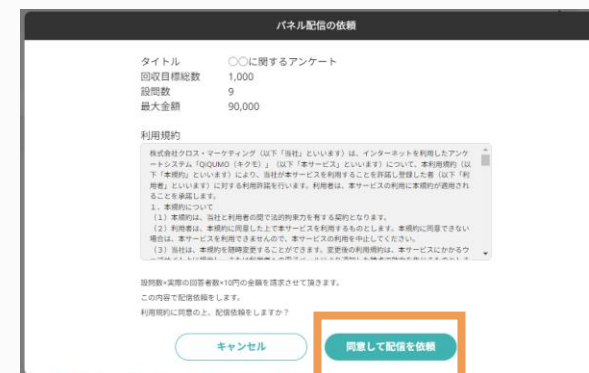 パネル配信の依頼
タイトル ○○に関するアンケート
回収目標総数 1,000
設問数 9
最大金額 90,000
利用規約
株式会社クロス・マーケティング（以下「当社」といいます）は、インターネットを利用したアンケ
ートシステム「QiQUMO（キクモ）」（以下「本サービス」といいます）について、本利用規約（以
下「本規約」といいます）により、当社が本サービスを利用することを許諾し登録した者（以下「利
用者」といいます）に対する利用許諾を行います。利用者は、本サービスの利用に本規約が適用され
ることを承諾します。
1．本規約について
（1）本規約は、当社と利用者の間で法的拘束力を有する契約となります。
（2）利用者は、本規約に同意した上で本サービスを利用するものとします。本規約に同意できない
場合は、本サービスを利用できませんので、本サービスの利用を中止してください。
（3）当社は、本規約を随時変更することができます。変更後の利用規約は、本サービスにかかるウ
設問数×実際の回答者数×10円の金額を請求させて頂きます。
この内容で配信依頼をします。
利用規約に同意の上、配信依頼をしますか？
キャンセル 同意して配信を依頼